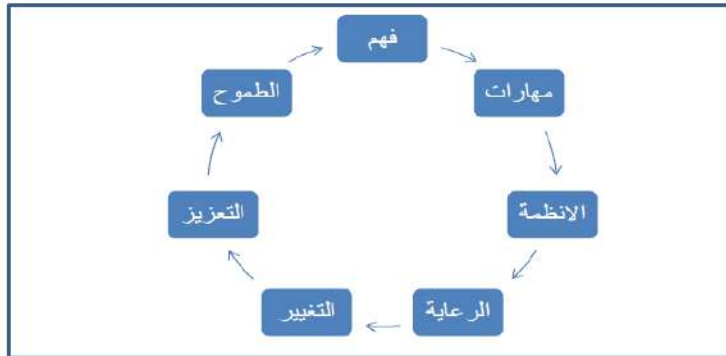 فهم
مهارات
الانظمة
الرعاية
التغيير
التعزيز
الطموح